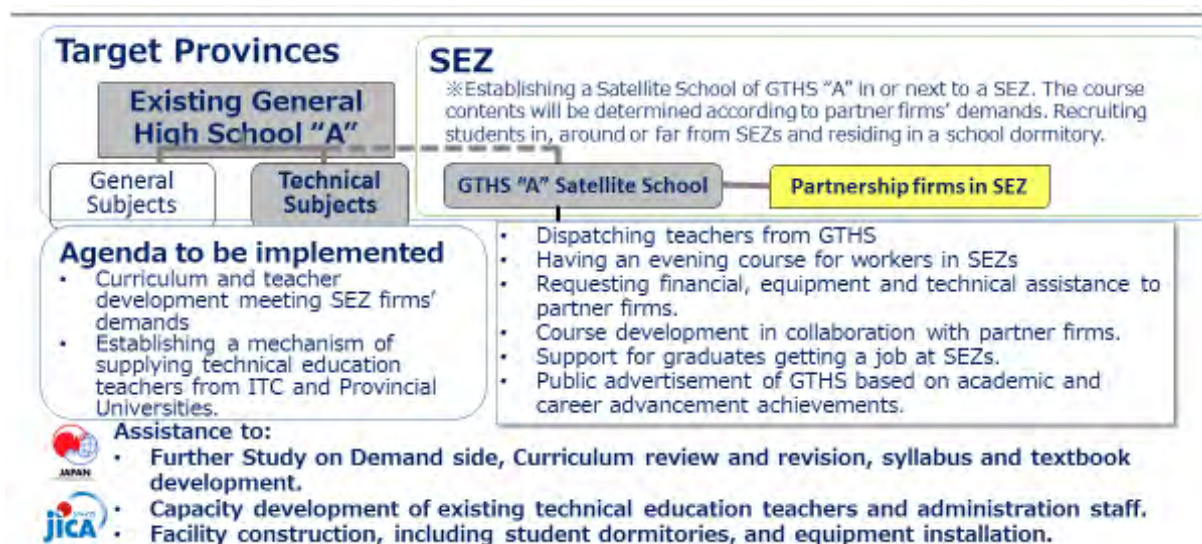 Target Provinces
Existing General
High School “A”
General
Subjects
Technical
Subjects
SEZ
※Establishing a Satellite School of GTHS “A” in or next to a SEZ. The course
contents will be determined according to partner firms’ demands. Recruiting
students in, around or far from SEZs and residing in a school dormitory.
GTHS “A” Satellite School
Partnership firms in SEZ
Agenda to be implemented
• Curriculum and teacher
development meeting SEZ firms’
demands
• Establishing a mechanism of
supplying technical education
teachers from ITC and Provincial
Universities.
• Dispatching teachers from GTHS
• Having an evening course for workers in SEZs
• Requesting financial, equipment and technical assistance to
partner firms.
• Course development in collaboration with partner firms.
• Support for graduates getting a job at SEZs.
• Public advertisement of GTHS based on academic and
career advancement achievements.
Assistance to:
• Further Study on Demand side, Curriculum review and revision, syllabus and textbook
development.
• Capacity development of existing technical education teachers and administration staff.
• Facility construction, including student dormitories, and equipment installation.
JAPAN
jICA